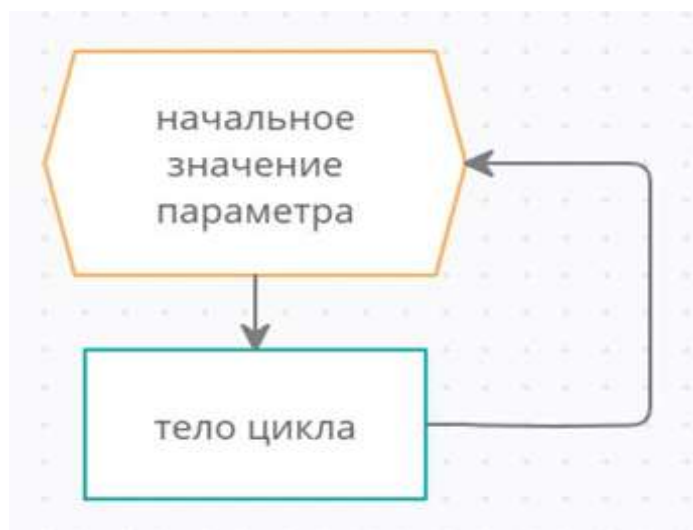 начальное
значение
параметра
тело цикла